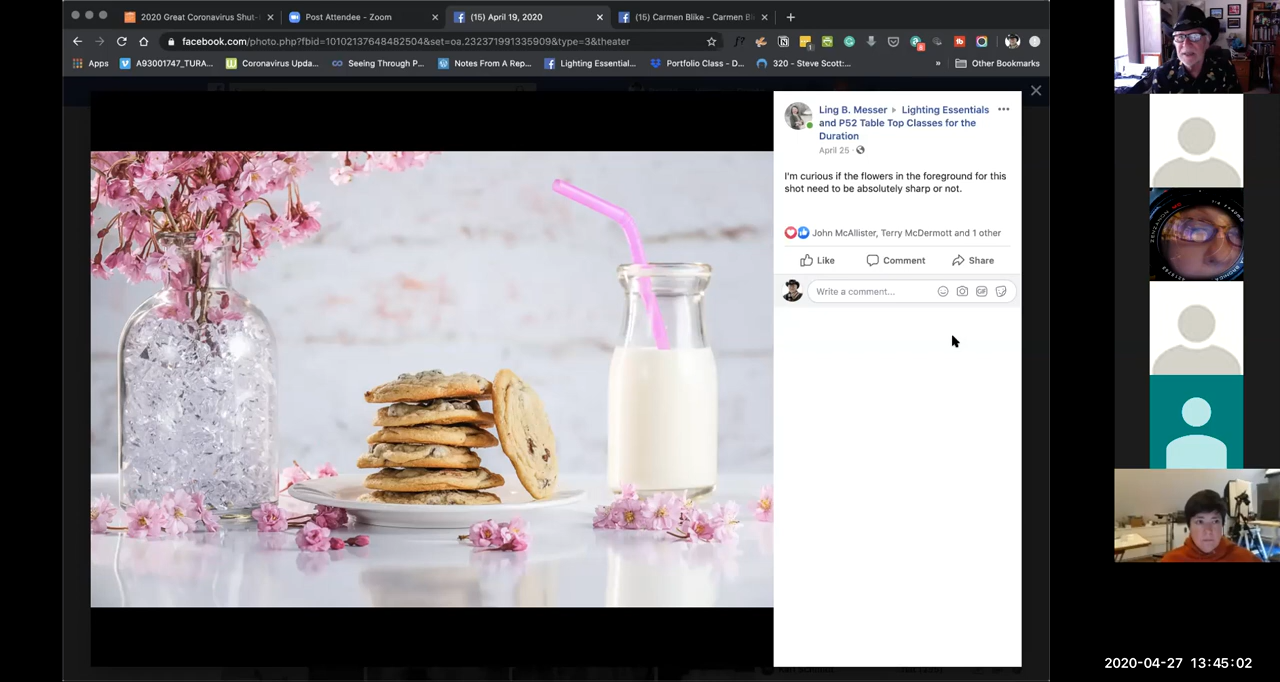 2020 Great Coronavirus Shut-
Post Attendee - Zoom
(15) April 19, 2020
(15) Carmen Blike - Carmen Bl
facebook.com/photo.php?fbid=10102137648482504&set=oa.232371991335909&type=3&theater
Apps
A93001747_TURA...
Coronavirus Upda...
Seeing Through P...
Notes From A Rep...
Lighting Essential...
Portfolio Class - D...
320 - Steve Scott:...
»
Other Bookmarks
Ling B. Messer ▸ Lighting Essentials
and P52 Table Top Classes for the
Duration
April 26 ·
I'm curious if the flowers in the foreground for this
shot need to be absolutely sharp or not.
John McAllister, Terry McDermott and 1 other
Like
Comment
Share
Write a comment...
GIF
2020-04-27 13:45:02